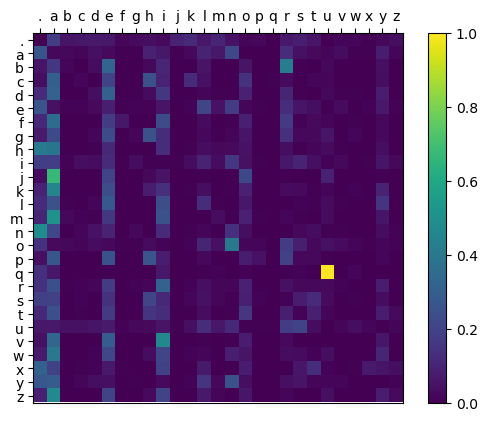 . a b c d e f g h i j k l m n o p q r s t u v w x y z
.
a
b
c
d
e
f
g
h
i
j
k
l
m
n
o
p
q
r
s
t
u
v
w
x
y
z
1.0
0.8
0.6
0.4
0.2
0.0